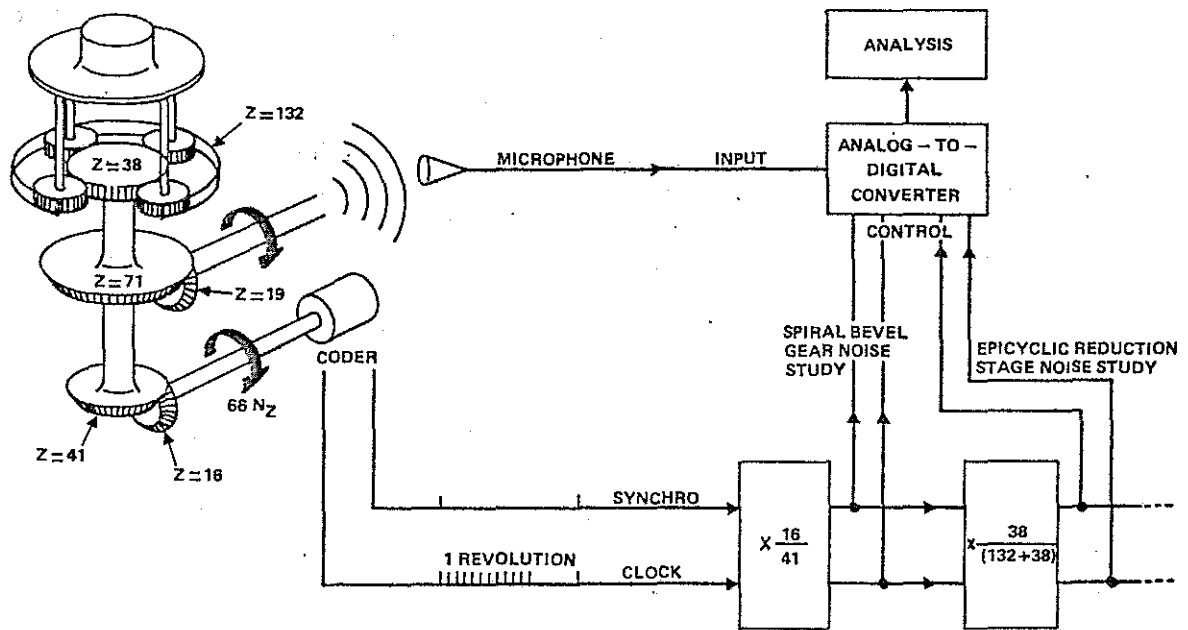 ANALYSIS
Z=132
Z=38
MICROPHONE
INPUT
ANALOG-TO-
DIGITAL
CONVERTER
CONTROL
Z=71
Z=19
SPIRAL BEVEL
GEAR NOISE
STUDY
EPICYCLIC REDUCTION
STAGE NOISE STUDY
CODER
66 NZ
Z=41
Z=16
SYNCHRO
1 REVOLUTION
CLOCK
X 16
41
X 38
(132+38)